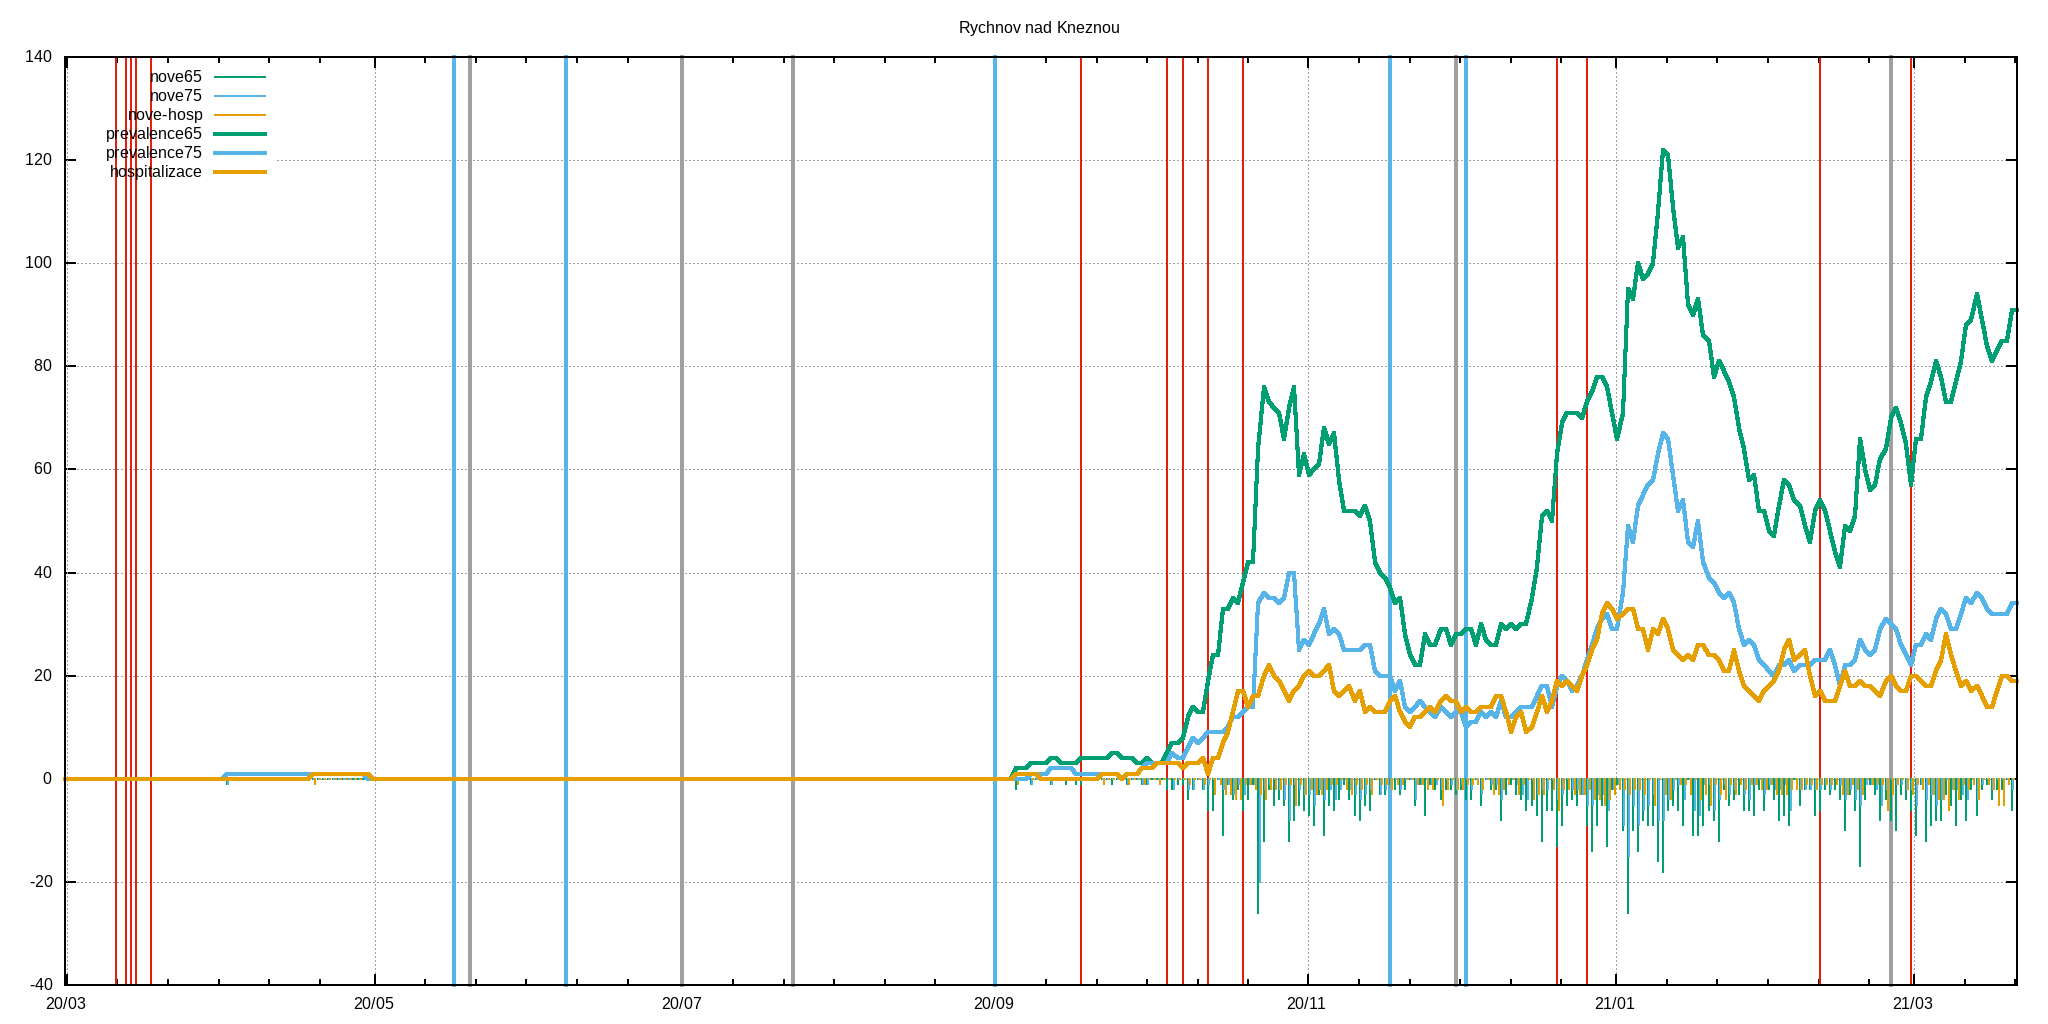 Rychnov nad Kneznou
140
120
100
80
60
40
20
0
-20
-40
nove65
nove75
nove-hosp
prevalence65
prevalence75
hospitalizace
20/03 20/05 20/07 20/09 20/11 21/01 21/03